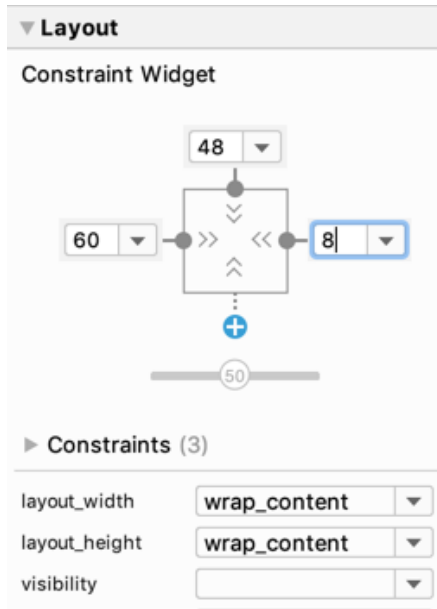 Layout
Constraint Widget
48
60
8
50
Constraints (3)
layout_width wrap_content
layout_height wrap_content
visibility